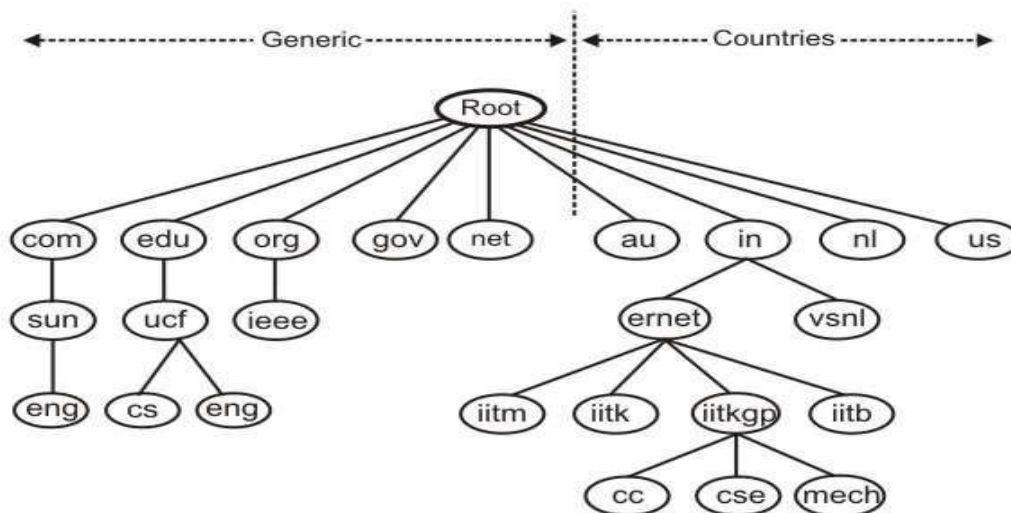 Generic Countries
Root
com edu org gov net au in nl us
sun ucf ieee ernet vsnl
eng cs eng iitm iitk iitkgp iitb
cc cse mech